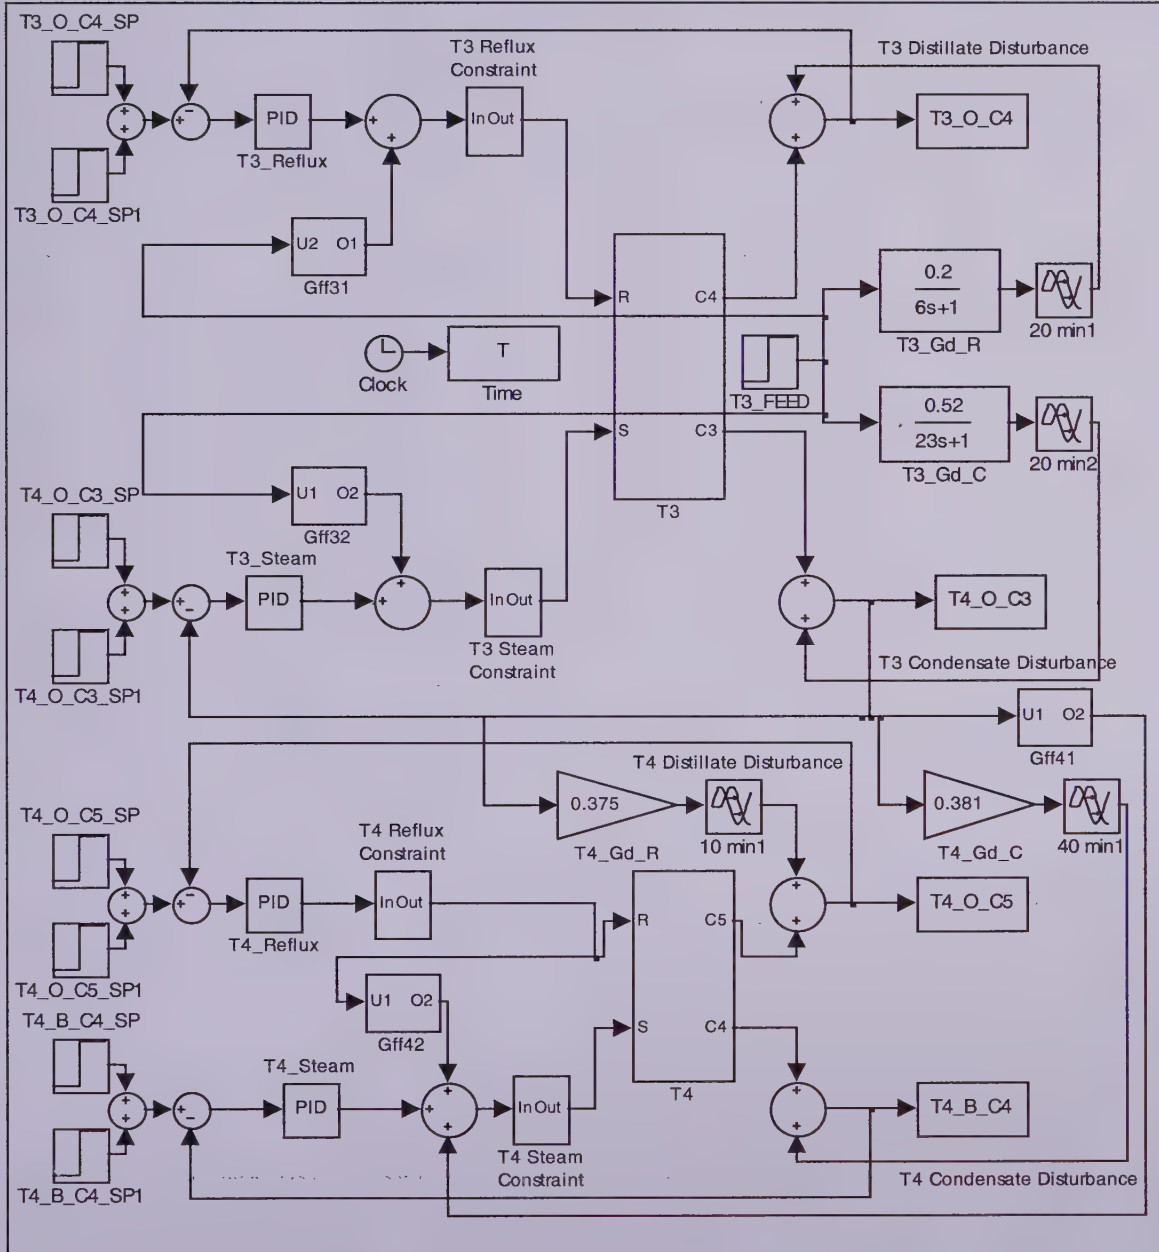 T3_O_C4_SP
T3 Reflux
Constraint
T3 Distillate Disturbance
+
+
+
-
PID
T3_Reflux
+
+
In Out
+
+
T3_O_C4
T3_O_C4_SP1
U2 O1
Gff31
R C4
0.2
6s+1
T3_Gd_R
20 min1
Clock
T
Time
T3_FEED
S C3
0.52
23s+1
T3_Gd_C
20 min2
T3
T4_O_C3_SP
U1 O2
Gff32
T3_Steam
+
+
+
-
PID
+
+
In Out
T3 Steam
Constraint
+
+
T4_O_C3
T4_O_C3_SP1
T3 Condensate Disturbance
U1 O2
Gff41
T4 Distillate Disturbance
0.375
T4_Gd_R
10 min1
0.381
T4_Gd_C
40 min1
T4_O_C5_SP
T4 Reflux
Constraint
+
+
+
-
PID
T4_Reflux
In Out
R C5
+
+
T4_O_C5
T4_O_C5_SP1
U1 O2
Gff42
S C4
T4
T4_B_C4_SP
T4_Steam
+
+
+
-
PID
+
+
+
In Out
T4 Steam
Constraint
+
+
T4_B_C4
T4_B_C4_SP1
T4 Condensate Disturbance